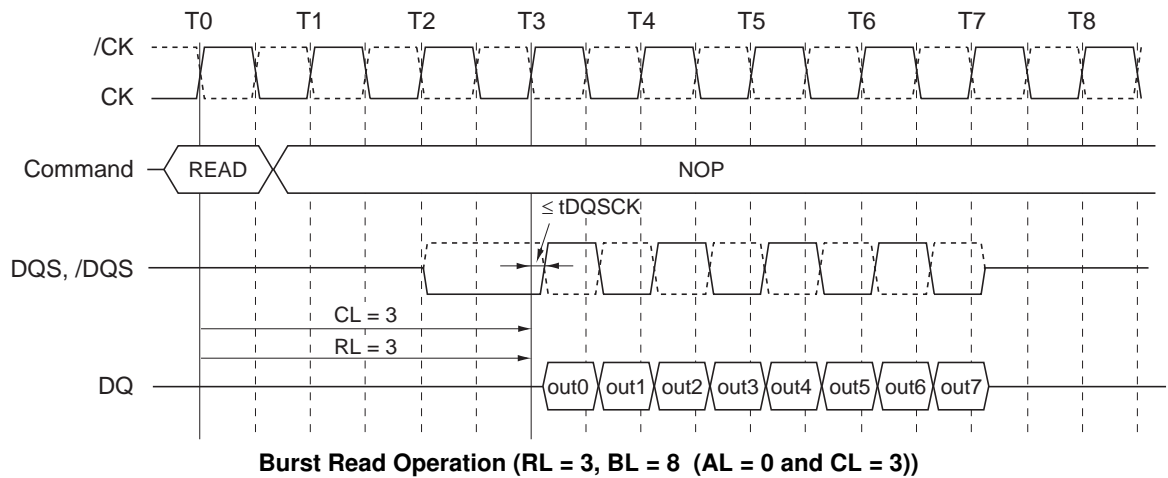 T0 T1 T2 T3 T4 T5 T6 T7 T8
/CK
CK
Command READ NOP
≤ tDQSCK
DQS, /DQS
CL = 3
RL = 3
DQ out0 out1 out2 out3 out4 out5 out6 out7
Burst Read Operation (RL = 3, BL = 8 (AL = 0 and CL = 3))